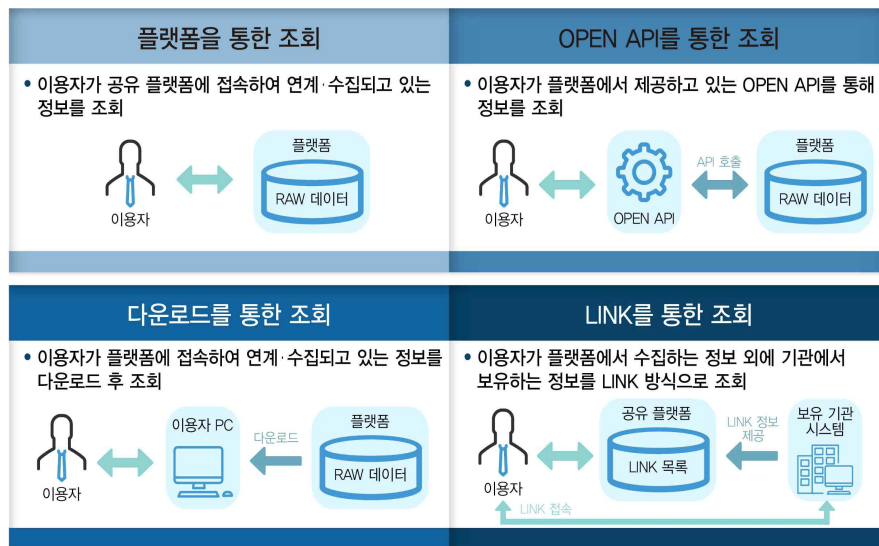 플랫폼을 통한 조회
• 이용자가 공유 플랫폼에 접속하여 연계·수집되고 있는
정보를 조회
이용자
플랫폼
RAW 데이터
OPEN API를 통한 조회
• 이용자가 플랫폼에서 제공하고 있는 OPEN API를 통해
정보를 조회
이용자
OPEN API
API 호출
플랫폼
RAW 데이터
다운로드를 통한 조회
• 이용자가 플랫폼에 접속하여 연계·수집되고 있는 정보를
다운로드 후 조회
이용자
이용자 PC
다운로드
플랫폼
RAW 데이터
LINK를 통한 조회
• 이용자가 플랫폼에서 수집하는 정보 외에 기관에서
보유하는 정보를 LINK 방식으로 조회
이용자
공유 플랫폼
LINK 목록
LINK 정보
제공
보유 기관
시스템
LINK 접속